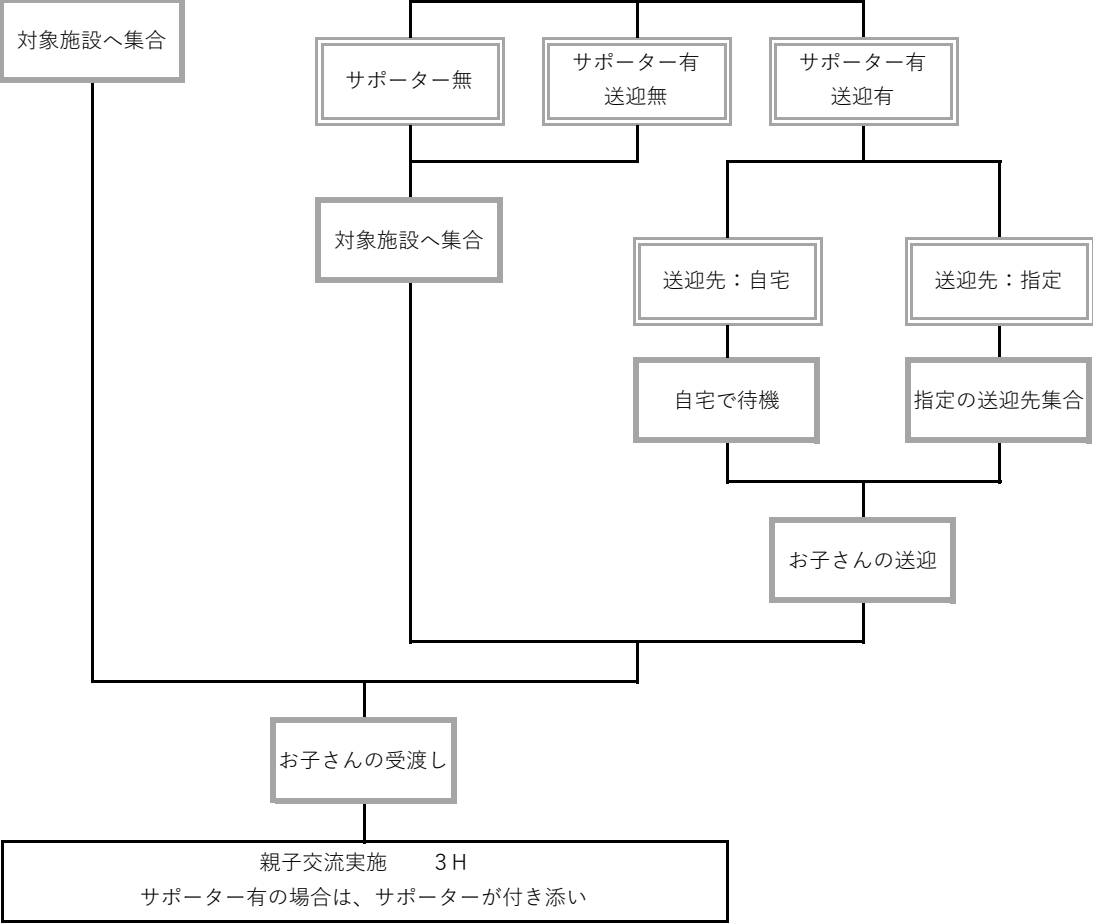 対象施設へ集合
サポーター無
サポーター有
送迎無
サポーター有
送迎有
対象施設へ集合
送迎先：自宅
送迎先：指定
自宅で待機
指定の送迎先集合
お子さんの送迎
お子さんの受渡し
親子交流実施　　３Ｈ
サポーター有の場合は、サポーターが付き添い